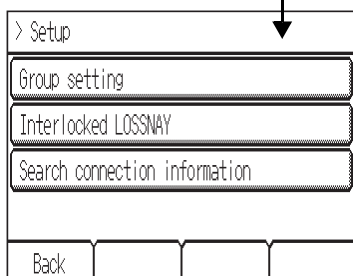 > Setup
Group setting
Interlocked LOSSNAY
Search connection information
Back